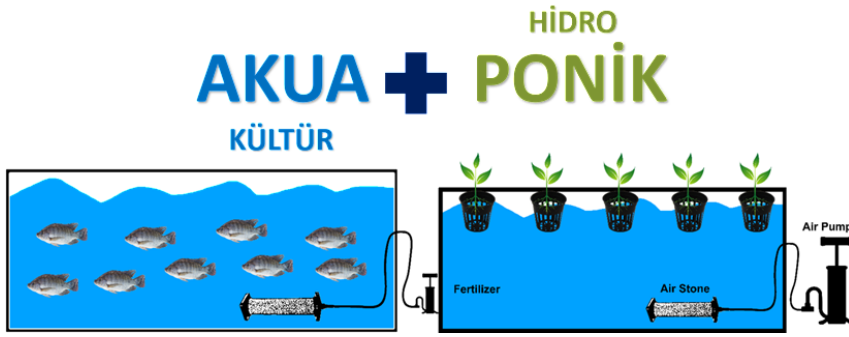 HİDRO
AKUA + PONİK
KÜLTÜR
Air Pump
Fertilizer
Air Stone